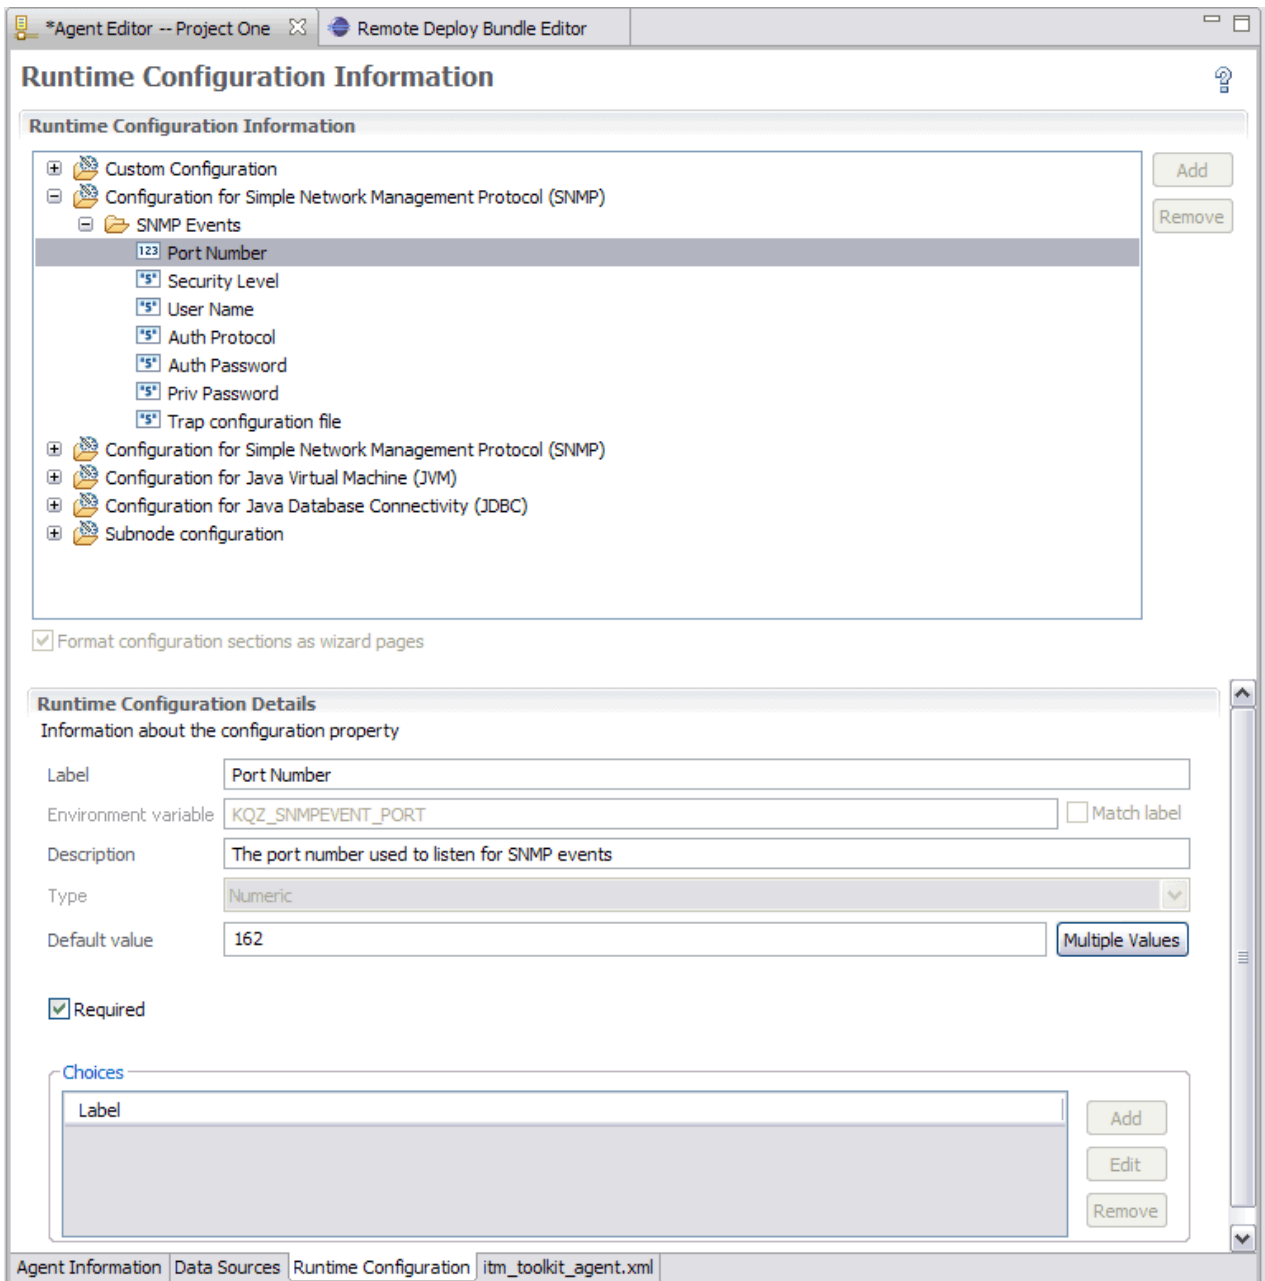 *Agent Editor -- Project One
Remote Deploy Bundle Editor
Runtime Configuration Information
Runtime Configuration Information
Custom Configuration
Configuration for Simple Network Management Protocol (SNMP)
SNMP Events
123 Port Number
"S" Security Level
"S" User Name
"S" Auth Protocol
"S" Auth Password
"S" Priv Password
"S" Trap configuration file
Configuration for Simple Network Management Protocol (SNMP)
Configuration for Java Virtual Machine (JVM)
Configuration for Java Database Connectivity (JDBC)
Subnode configuration
Add
Remove
Format configuration sections as wizard pages
Runtime Configuration Details
Information about the configuration property
Label Port Number
Environment variable KQZ_SNMPEVENT_PORT Match label
Description The port number used to listen for SNMP events
Type Numeric
Default value 162 Multiple Values
Required
Choices
Label
Add
Edit
Remove
Agent Information Data Sources Runtime Configuration itm_toolkit_agent.xml